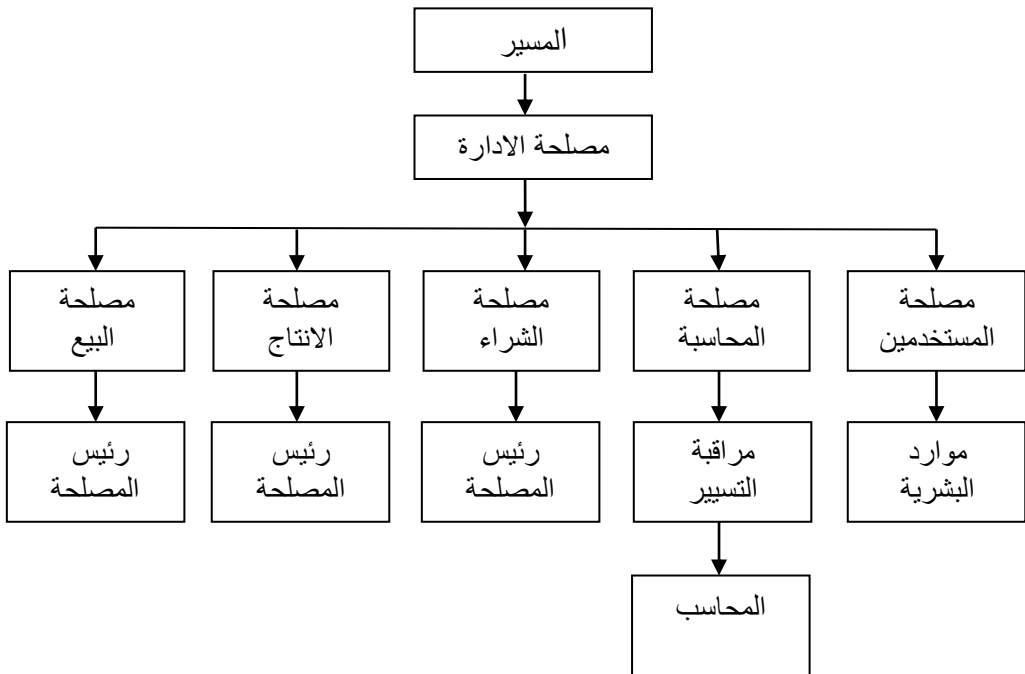 المسير
مصلحة الادارة
مصلحة
المستخدمين
مصلحة
المحاسبة
مصلحة
الشراء
مصلحة
الانتاج
مصلحة
البيع
موارد
البشرية
مراقبة
التسيير
رئيس
المصلحة
رئيس
المصلحة
رئيس
المصلحة
المحاسب